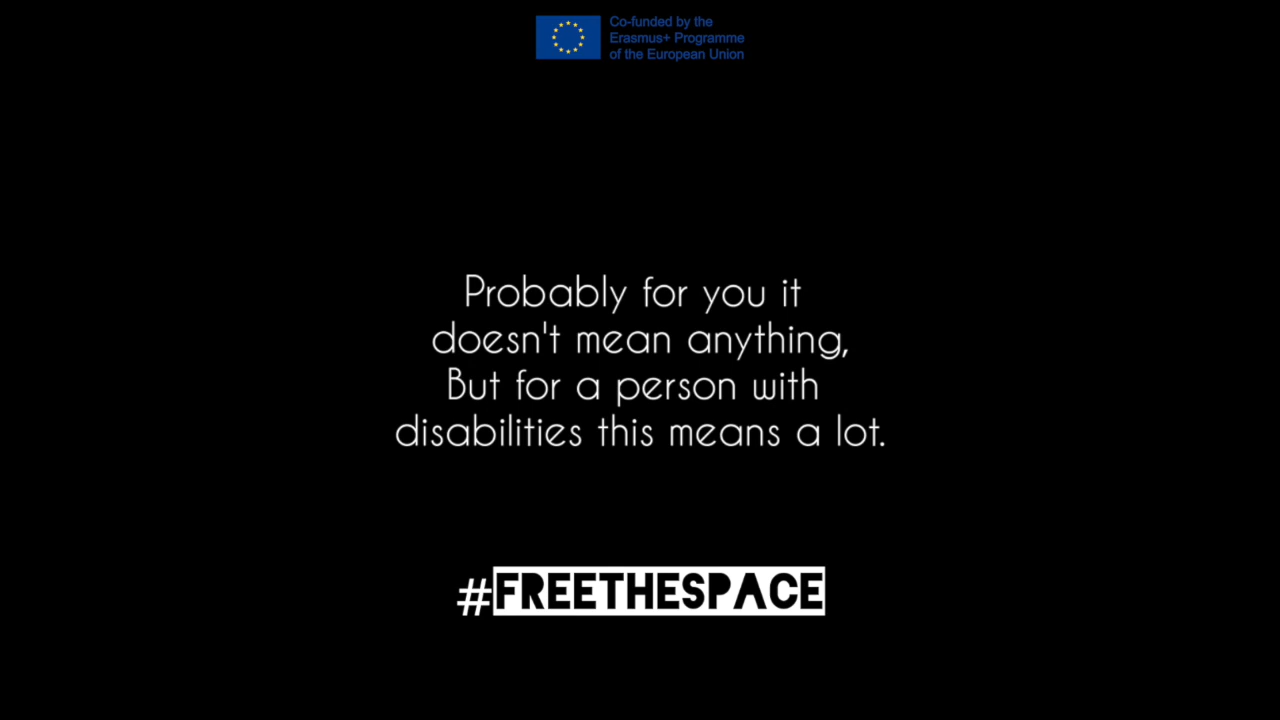 Co-funded by the
Erasmus+ Programme
of the European Union
Probably for you it
doesn't mean anything,
But for a person with
disabilities this means a lot.
#FREETHESPACE